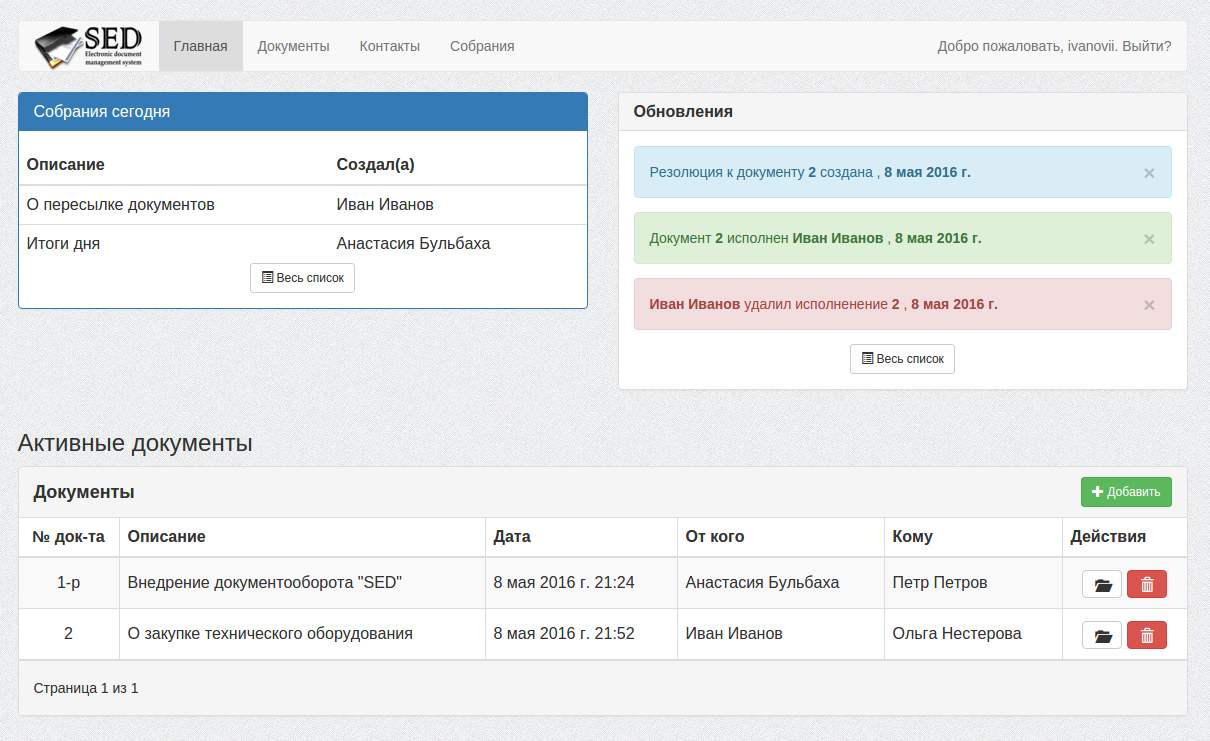 SED
Electronic document
management system
Главная Документы Контакты Собрания Добро пожаловать, ivanovii. Выйти?
Собрания сегодня
Описание Создал(а)
О пересылке документов Иван Иванов
Итоги дня Анастасия Бульбаха
Весь список
Обновления
Резолюция к документу 2 создана , 8 мая 2016 г. ×
Документ 2 исполнен Иван Иванов , 8 мая 2016 г. ×
Иван Иванов удалил исполненение 2 , 8 мая 2016 г. ×
Весь список
Активные документы
Документы Добавить
№ док-та Описание Дата От кого Кому Действия
1-р Внедрение документооборота "SED" 8 мая 2016 г. 21:24 Анастасия Бульбаха Петр Петров
2 О закупке технического оборудования 8 мая 2016 г. 21:52 Иван Иванов Ольга Нестерова
Страница 1 из 1